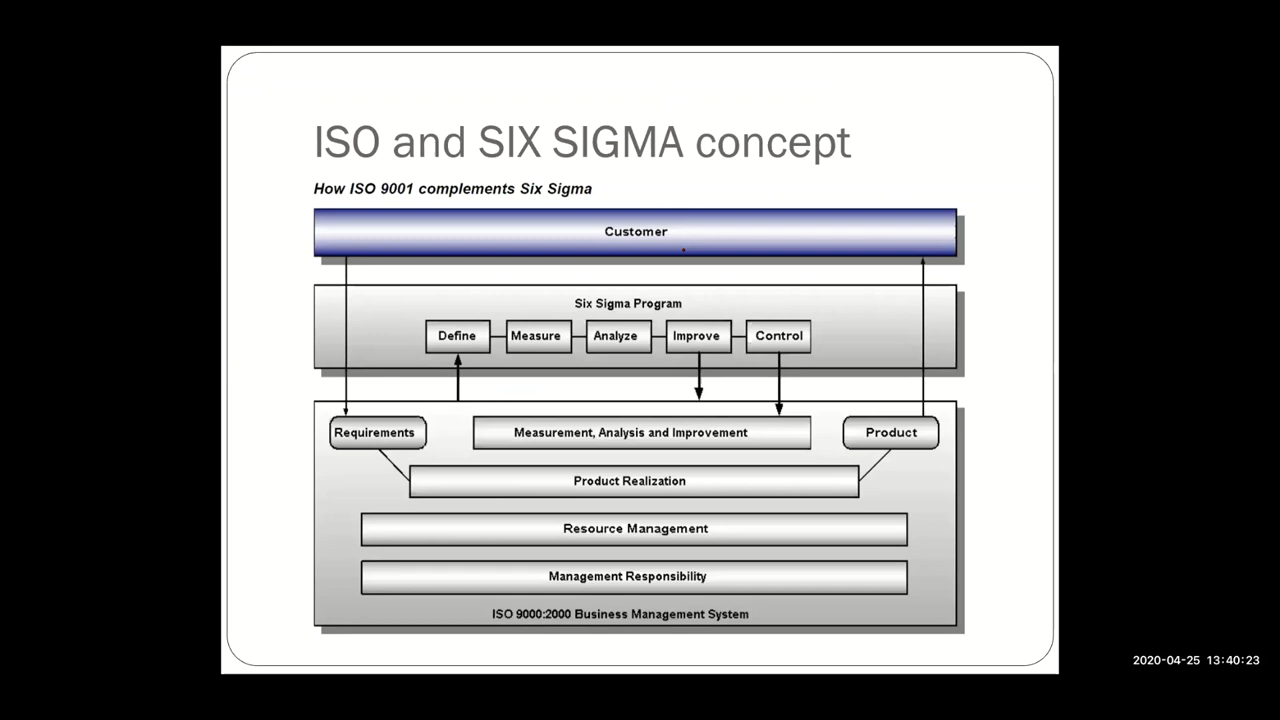 ISO and SIX SIGMA concept
How ISO 9001 complements Six Sigma
Customer
Six Sigma Program
Define
Measure
Analyze
Improve
Control
Requirements
Measurement, Analysis and Improvement
Product
Product Realization
Resource Management
Management Responsibility
ISO 9000:2000 Business Management System
2020-04-25 13:40:23